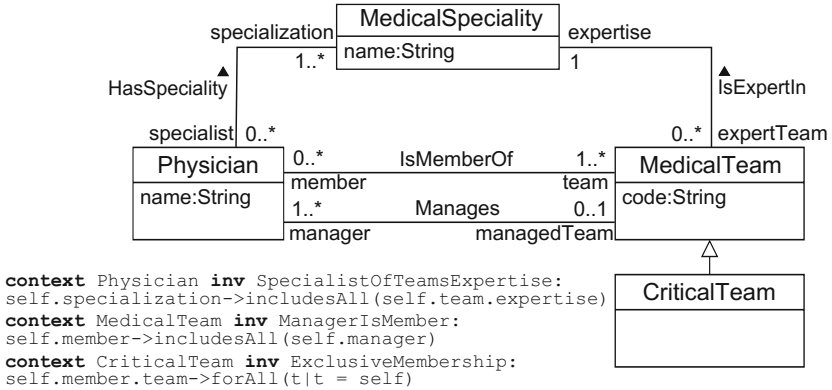 MedicalSpeciality
specialization
name:String
expertise
1..*
1
HasSpeciality
IsExpertIn
specialist 0..*
0..* expertTeam
Physician
0..* IsMemberOf 1..*
MedicalTeam
member team
name:String
code:String
1..* Manages 0..1
manager managedTeam
context Physician inv SpecialistOfTeamsExpertise:
self.specialization->includesAll(self.team.expertise)
CriticalTeam
context MedicalTeam inv ManagerIsMember:
self.member->includesAll(self.manager)
context CriticalTeam inv ExclusiveMembership:
self.member.team->forAll(t|t = self)